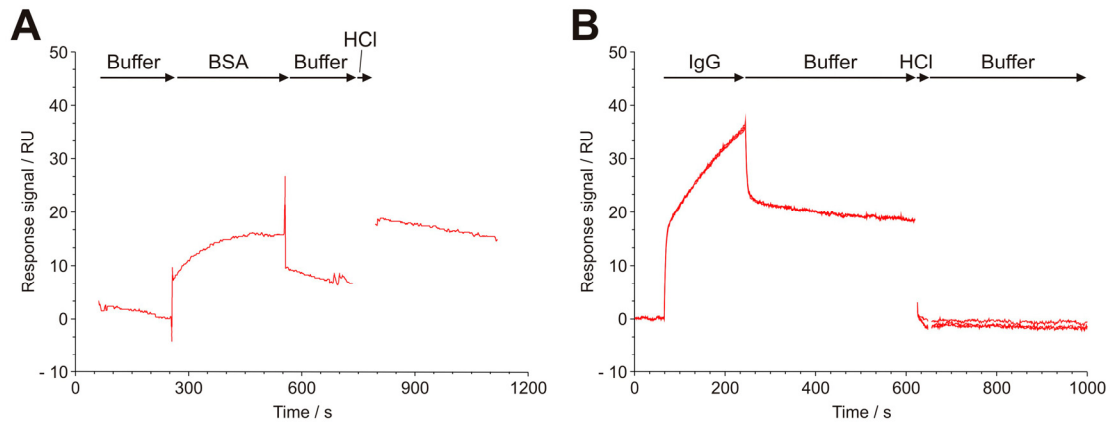 A
B
HCl
Buffer BSA Buffer
IgG Buffer HCl Buffer
Response signal / RU
50
40
30
20
10
0
- 10
0 300 600 900 1200
Time / s
Response signal / RU
50
40
30
20
10
0
- 10
0 200 400 600 800 1000
Time / s